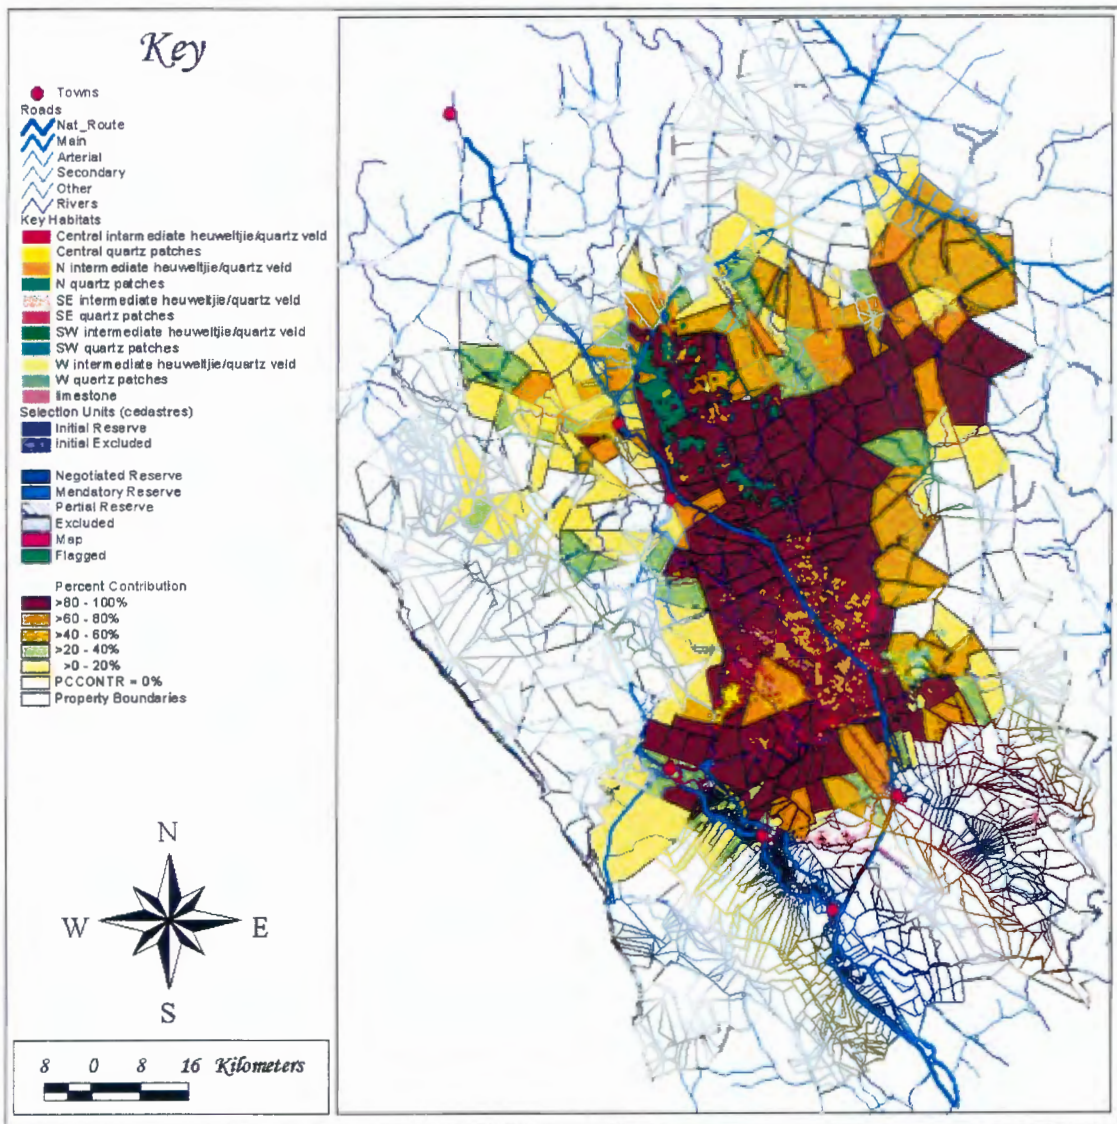 Key
Towns
Roads
Nat_Route
Main
Arterial
Secondary
Other
Rivers
Key Habitats
Central intermediate heuweltjie/quartz veld
Central quartz patches
N intermediate heuweltjie/quartz veld
N quartz patches
SE intermediate heuweltjie/quartz veld
SE quartz patches
SW intermediate heuweltjie/quartz veld
SW quartz patches
W intermediate heuweltjie/quartz veld
W quartz patches
limestone
Selection Units (cadastres)
Initial Reserve
Initial Excluded
Negotiated Reserve
Mandatory Reserve
Partial Reserve
Excluded
Map
Flagged
Percent Contribution
>80 - 100%
>60 - 80%
>40 - 60%
>20 - 40%
>0 - 20%
PCCONTR = 0%
Property Boundaries
N
W E
S
8 0 8 16 Kilometers